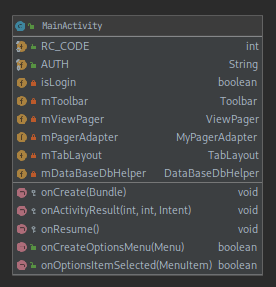 MainActivity
RC_CODE int
AUTH String
isLogin boolean
mToolbar Toolbar
mViewPager ViewPager
mPagerAdapter MyPagerAdapter
mTabLayout TabLayout
mDataBaseDbHelper DataBaseDbHelper
onCreate(Bundle) void
onActivityResult(int, int, Intent) void
onResume() void
onCreateOptionsMenu(Menu) boolean
onOptionsItemSelected(MenuItem) boolean